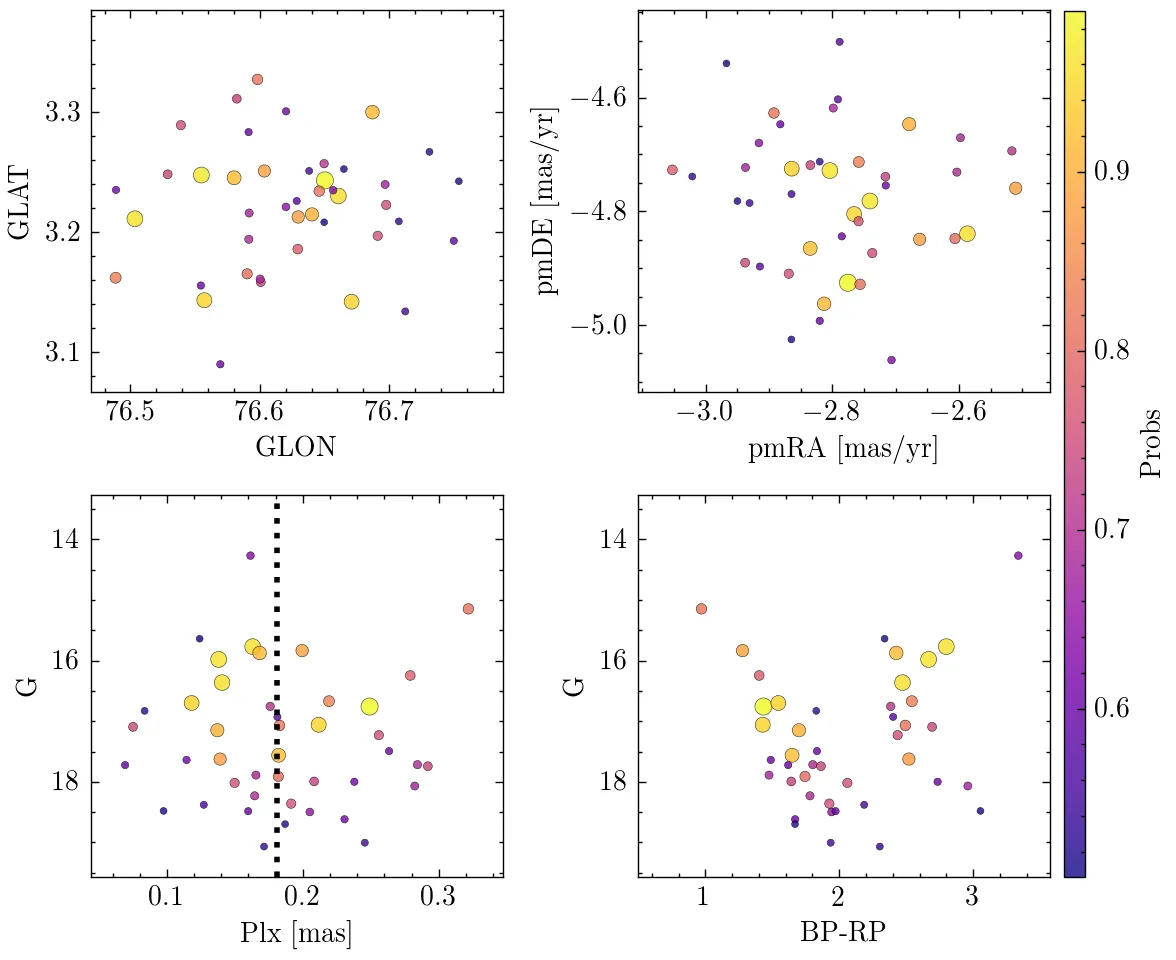 3.3
3.2
3.1
GLAT
76.5 76.6 76.7
GLON
−4.6
−4.8
−5.0
pmDE [mas/yr]
−3.0 −2.8 −2.6
pmRA [mas/yr]
14
16
18
G
0.1 0.2 0.3
Plx [mas]
14
16
18
G
1 2 3
BP-RP
0.9
0.8
0.7
0.6
Probs